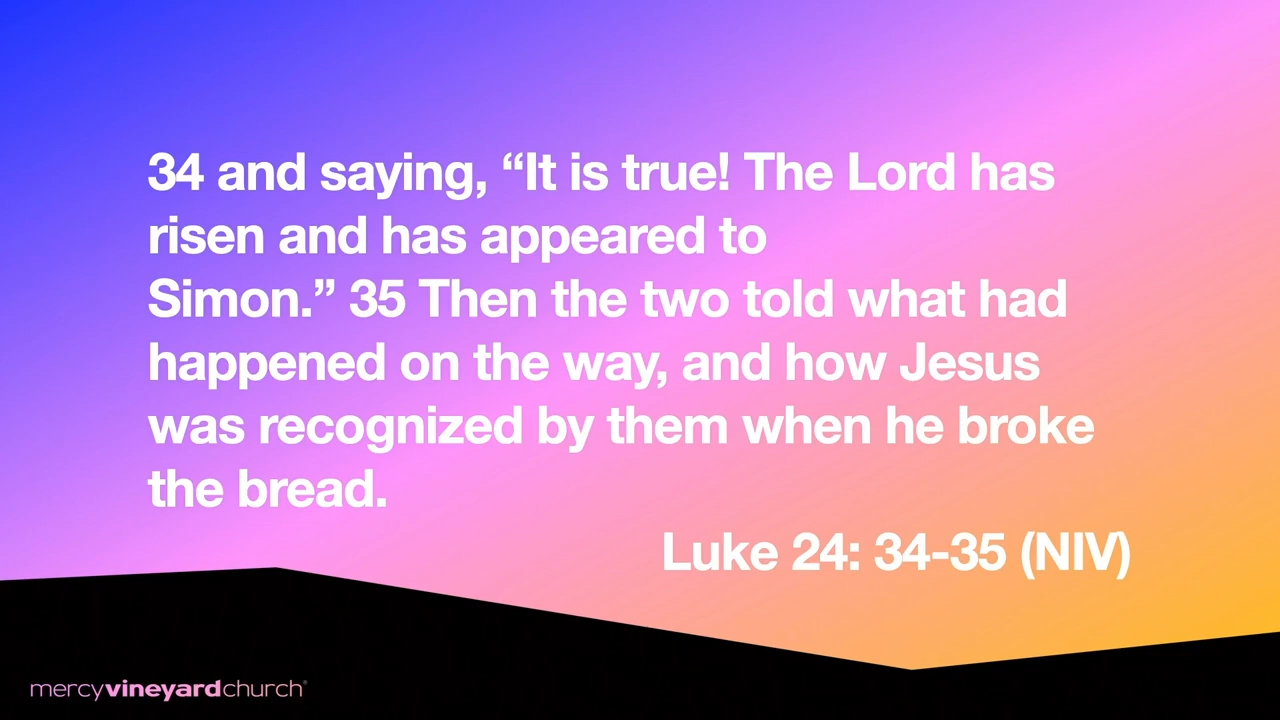 34 and saying, “It is true! The Lord has
risen and has appeared to
Simon.” 35 Then the two told what had
happened on the way, and how Jesus
was recognized by them when he broke
the bread.
Luke 24: 34-35 (NIV)
mercyvineyardchurch